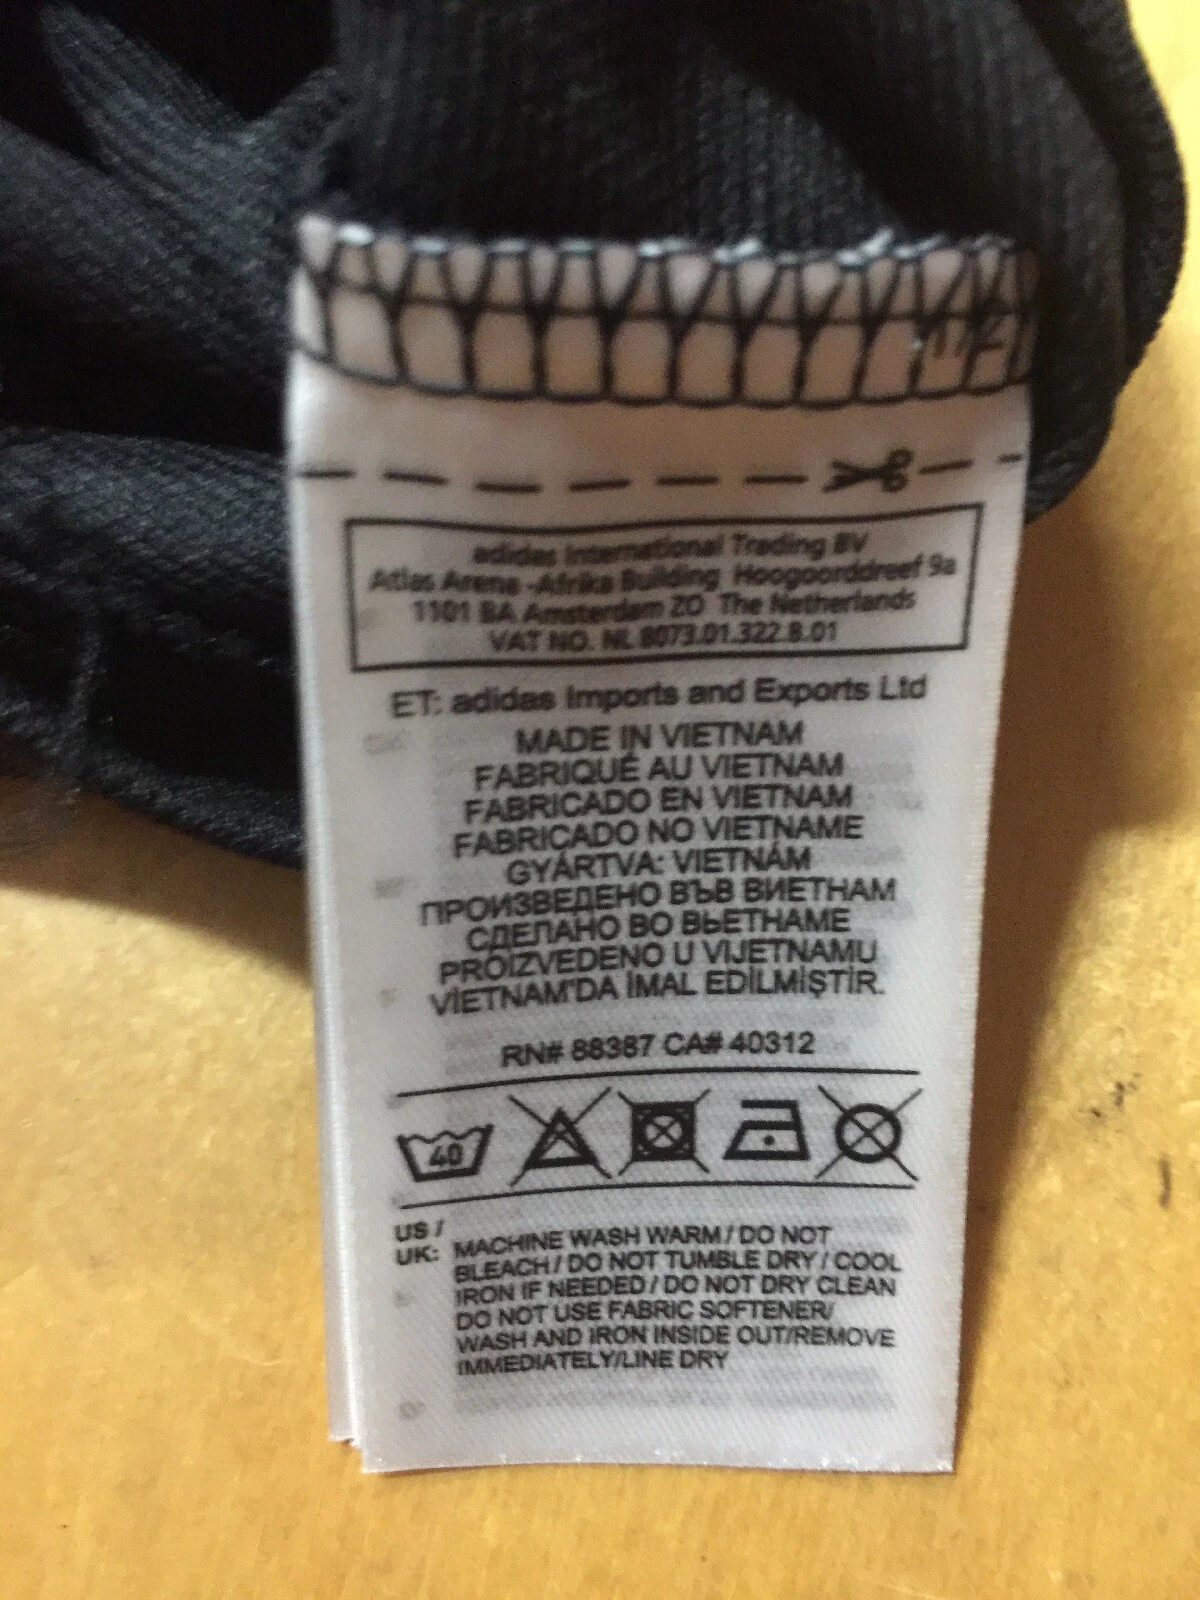 adidas International Trading BV
Atlas Arena -Afrika Building Hoogoorddreef 9a
1101 BA Amsterdam ZO The Netherlands
VAT NO. NL 8073.01.322.B.01
ET: adidas Imports and Exports Ltd
MADE IN VIETNAM
FABRIQUÉ AU VIETNAM
FABRICADO EN VIETNAM
FABRICADO NO VIETNAME
GYÁRTVA: VIETNÁM
ПРОИЗВЕДЕНО ВЪВ ВИЕТНАМ
СДЕЛАНО ВО ВЬЕТНАМЕ
PROIZVEDENO U VIJETNAMU
VİETNAM'DA İMAL EDİLMİŞTİR.
RN# 88387 CA# 40312
40
US /
UK:
MACHINE WASH WARM / DO NOT
BLEACH / DO NOT TUMBLE DRY / COOL
IRON IF NEEDED / DO NOT DRY CLEAN
DO NOT USE FABRIC SOFTENER/
WASH AND IRON INSIDE OUT/REMOVE
IMMEDIATELY/LINE DRY